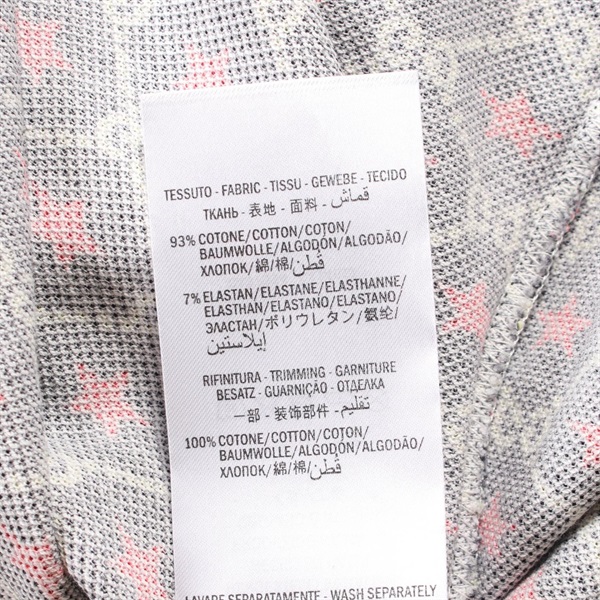 TESSUTO - FABRIC - TISSU - GEWEBE - TECIDO
ТКАНЬ - 表地 - 面料 - قماش
93% COTONE/COTTON/COTON/
BAUMWOLLE/ALGODÓN/ALGODÃO/
ХЛОПОК/綿/棉/قُطن
7% ELASTAN/ELASTANE/ELASTHANNE/
ELASTHAN/ELASTANO/ELASTANO/
ЭЛАСТАН/ポリウレタン/氨纶/
إيلاستين
RIFINITURA - TRIMMING - GARNITURE
BESATZ - GUARNIÇÃO - ОТДЕЛКА
一部 - 装饰部件 - تقليم
100% COTONE/COTTON/COTON/
BAUMWOLLE/ALGODÓN/ALGODÃO/
ХЛОПОК/綿/棉/قُطن
LAVARE SEPARATAMENTE - WASH SEPARATELY